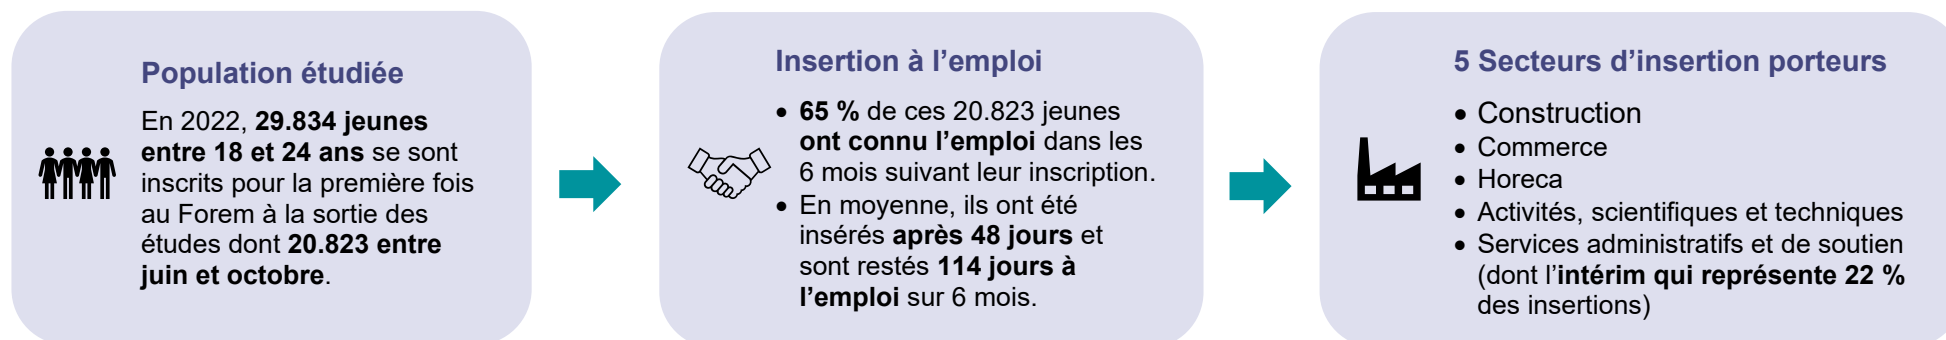 Population étudiée
En 2022, 29.834 jeunes
entre 18 et 24 ans se sont
inscrits pour la première fois
au Forem à la sortie des
études dont 20.823 entre
juin et octobre.
Insertion à l’emploi
• 65 % de ces 20.823 jeunes
ont connu l’emploi dans les
6 mois suivant leur inscription.
• En moyenne, ils ont été
insérés après 48 jours et
sont restés 114 jours à
l’emploi sur 6 mois.
5 Secteurs d’insertion porteurs
• Construction
• Commerce
• Horeca
• Activités, scientifiques et techniques
• Services administratifs et de soutien
(dont l’intérim qui représente 22 %
des insertions)